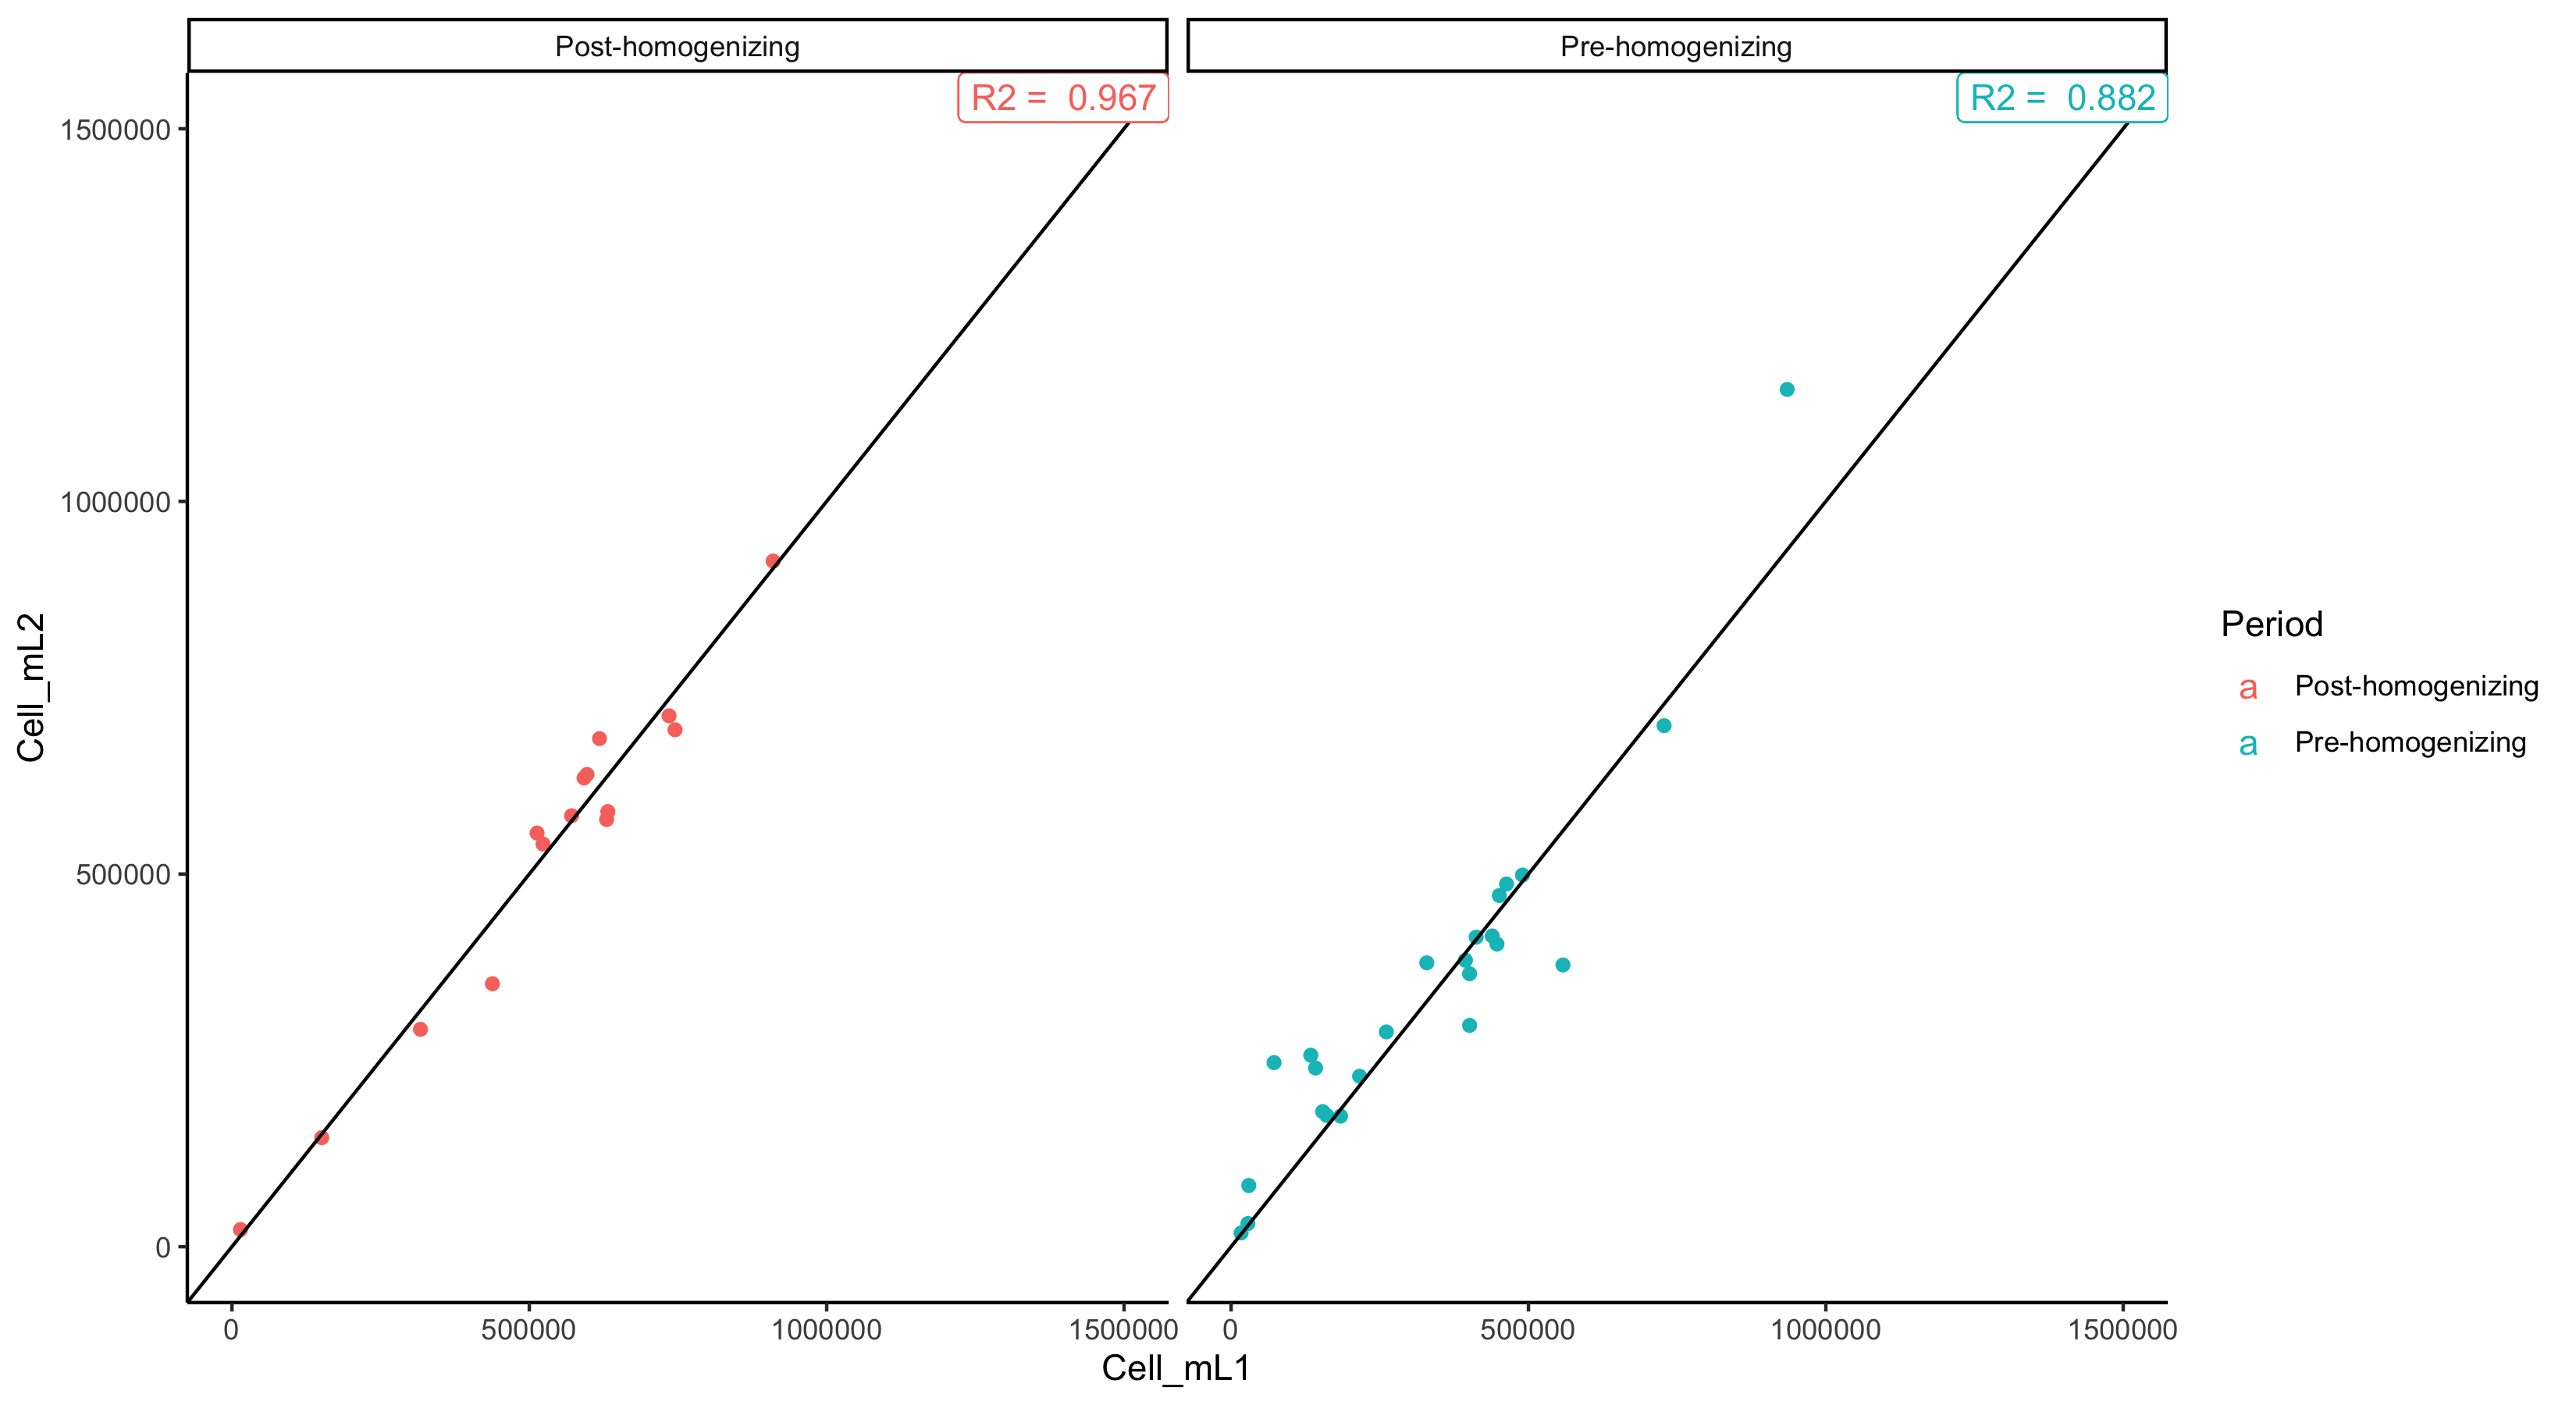 Post-homogenizing
Pre-homogenizing
R2 = 0.967
R2 = 0.882
1500000
1000000
500000
0
Cell_mL2
0
500000
1000000
1500000
0
500000
1000000
1500000
Cell_mL1
Period
a Post-homogenizing
a Pre-homogenizing